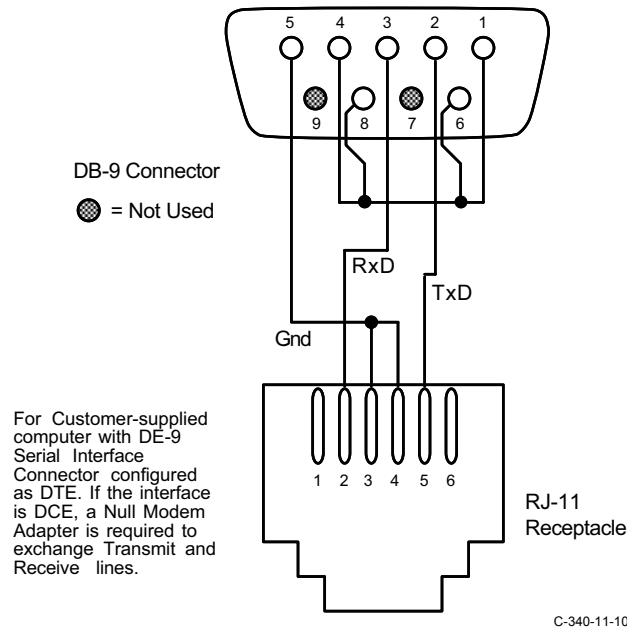 5 4 3 2 1
9 8 7 6
DB-9 Connector
= Not Used
RxD
TxD
Gnd
For Customer-supplied
computer with DE-9
Serial Interface
Connector configured
as DTE. If the interface
is DCE, a Null Modem
Adapter is required to
exchange Transmit and
Receive lines.
1 2 3 4 5 6
RJ-11
Receptacle
C-340-11-10